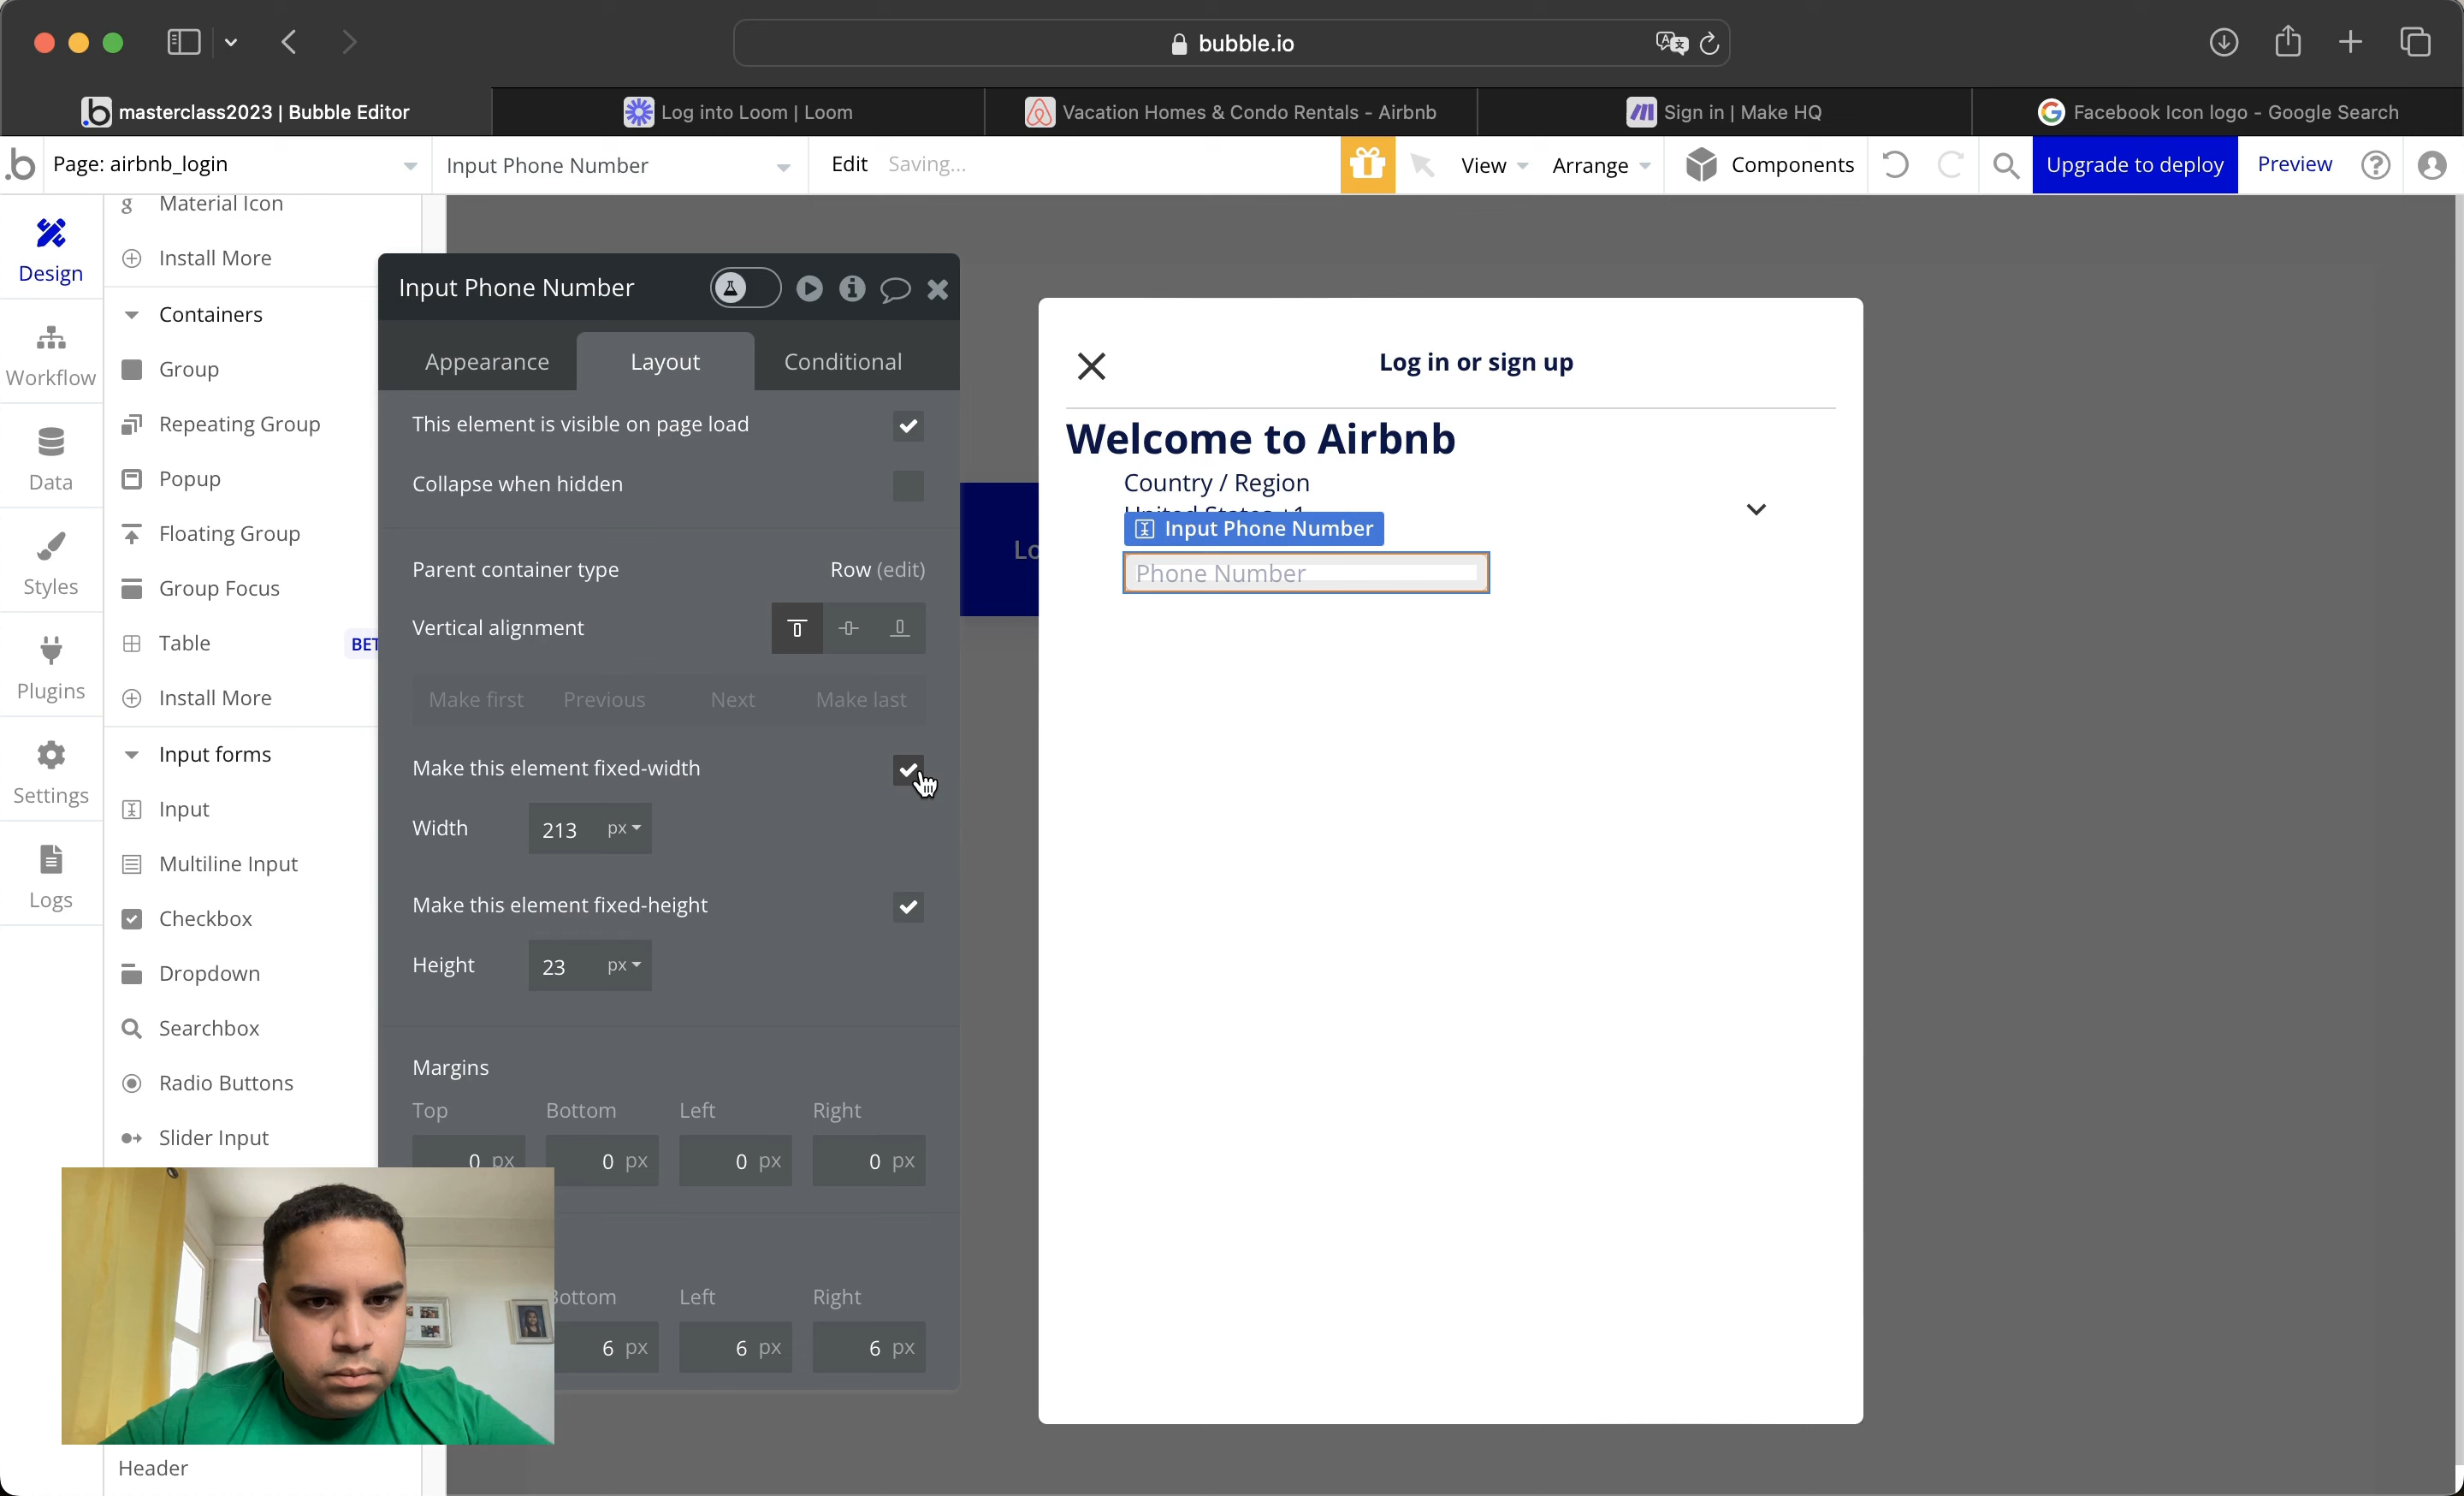 bubble.io
masterclass2023 | Bubble Editor
Log into Loom | Loom
Vacation Homes & Condo Rentals - Airbnb
Sign in | Make HQ
Facebook Icon logo - Google Search
Page: airbnb_login
Input Phone Number
Edit
Saving...
View
Arrange
Components
Upgrade to deploy
Preview
Design
Workflow
Data
Styles
Plugins
Settings
Logs
Material Icon
Install More
Containers
Group
Repeating Group
Popup
Floating Group
Group Focus
Table
BET
Install More
Input forms
Input
Multiline Input
Checkbox
Dropdown
Searchbox
Radio Buttons
Slider Input
Header
Input Phone Number
Appearance
Layout
Conditional
This element is visible on page load
Collapse when hidden
Parent container type
Row (edit)
Vertical alignment
Make first
Previous
Next
Make last
Make this element fixed-width
Width
213 px
Make this element fixed-height
Height
23 px
Margins
Top
Bottom
Left
Right
0 px
0 px
0 px
0 px
Bottom
Left
Right
6 px
6 px
6 px
Lo
Log in or sign up
Welcome to Airbnb
Country / Region
United States +1
Input Phone Number
Phone Number